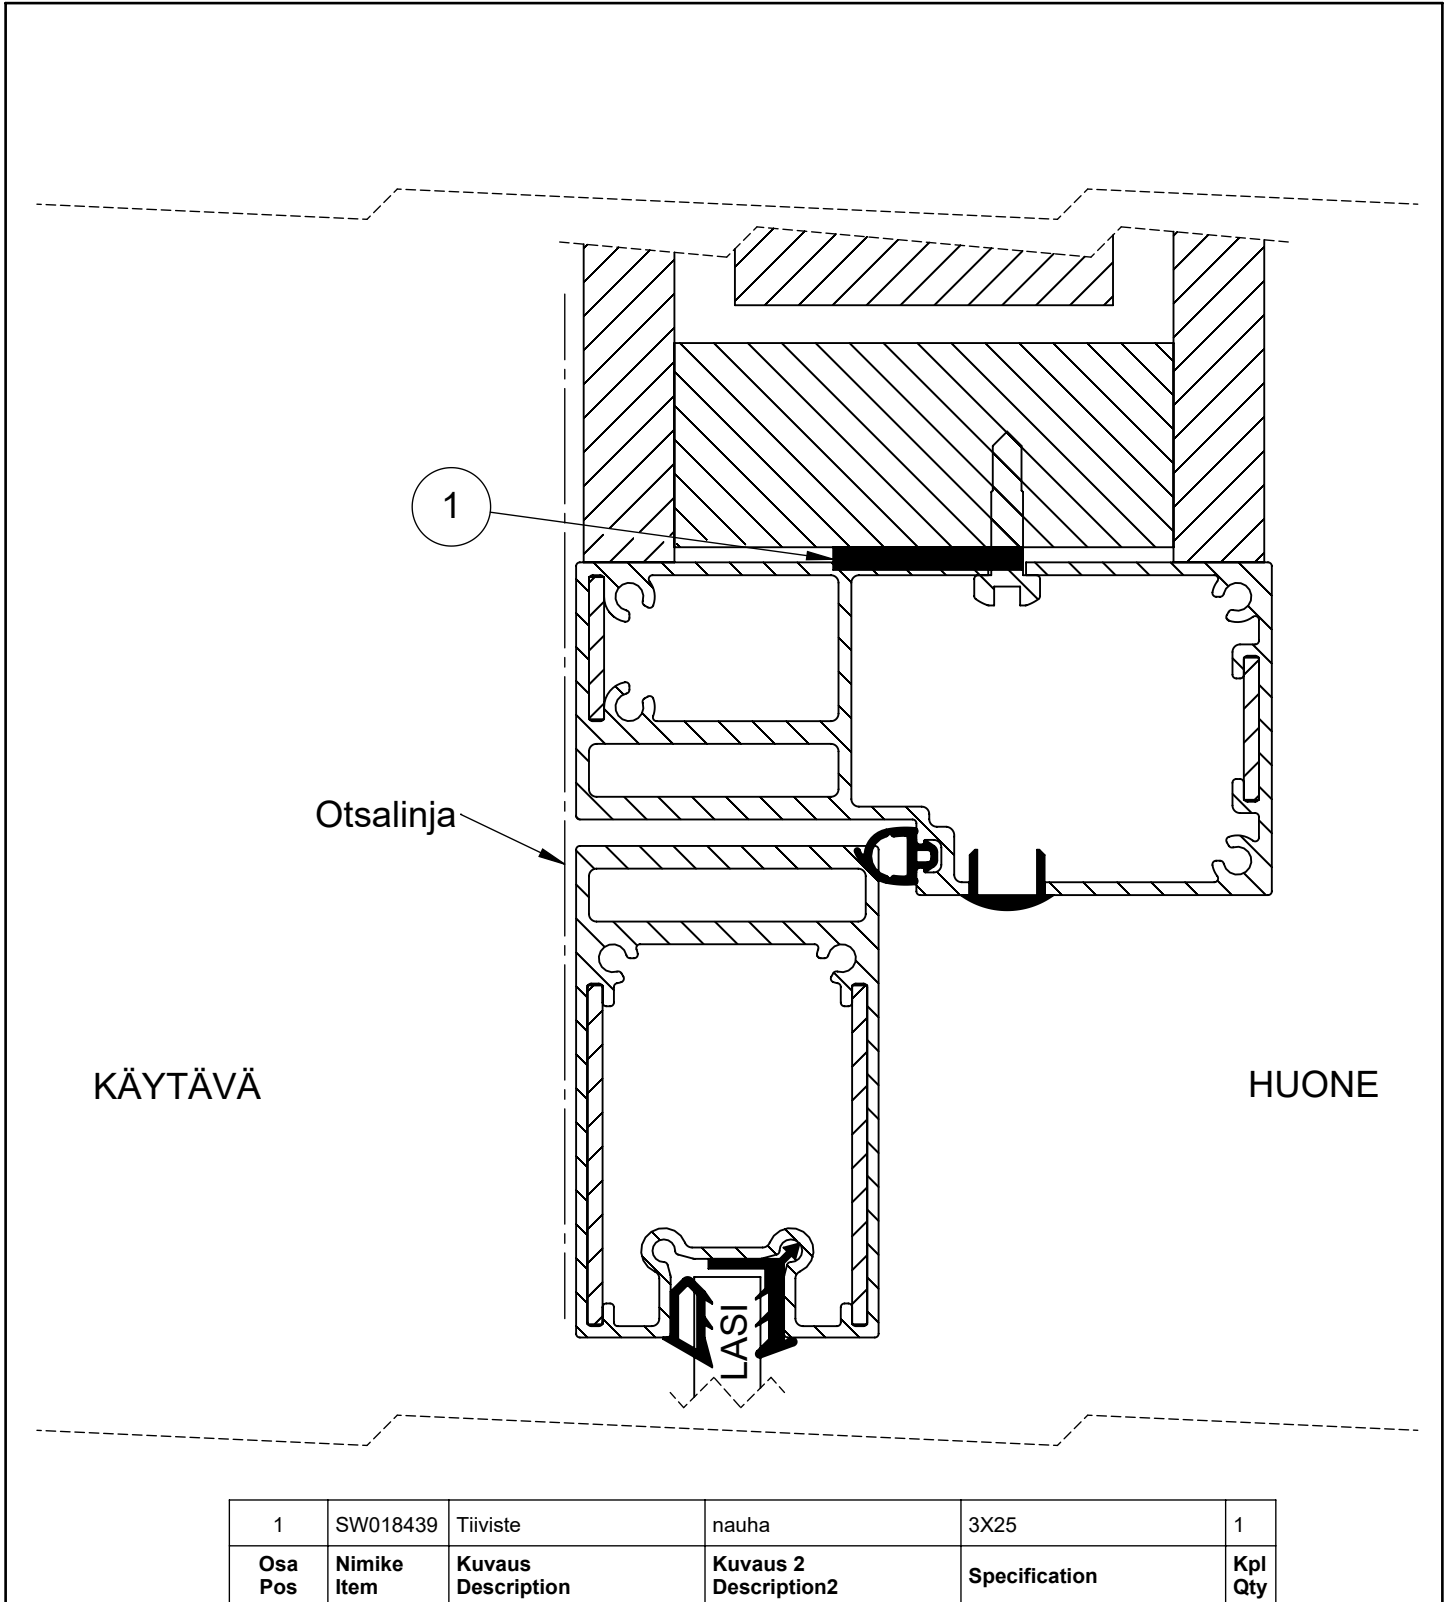 1
Otsalinja
KÄYTÄVÄ
HUONE
LASI
1 SW018439 Tiiviste nauha 3X25 1
Osa Nimike Kuvaus Kuvaus 2 Specification Kpl
Pos Item Description Description2 Qty